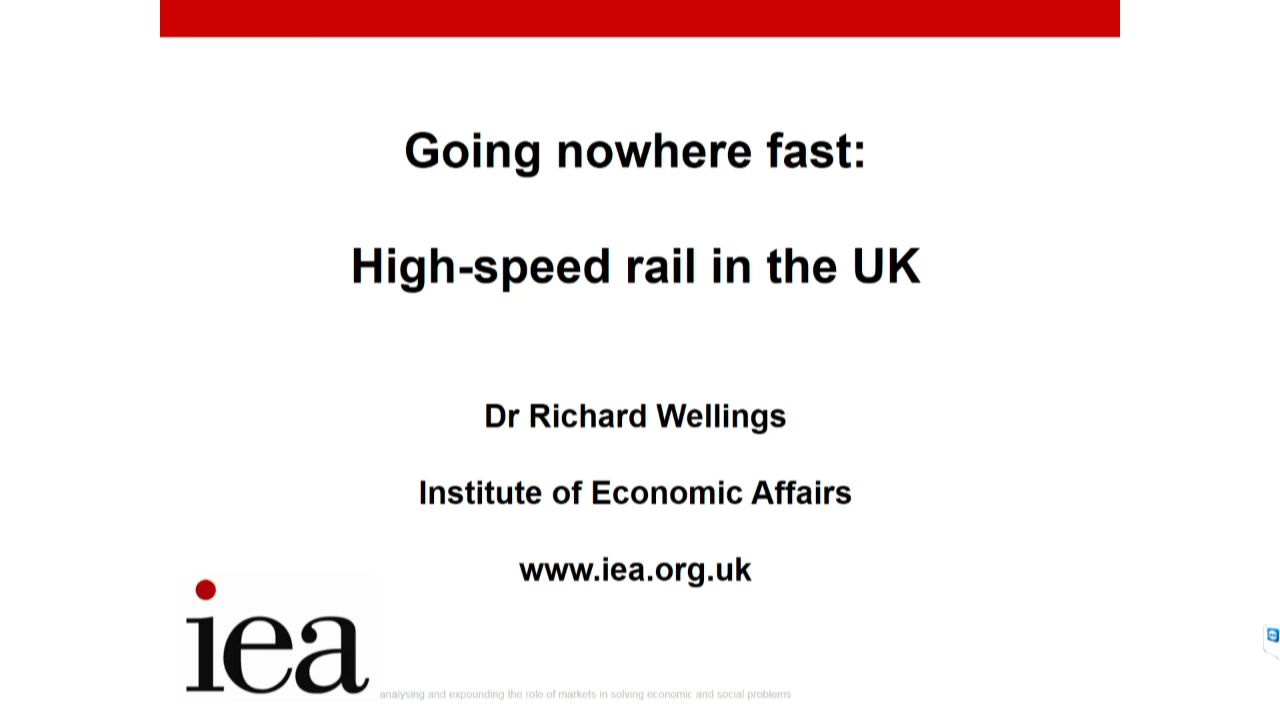 Going nowhere fast:
High-speed rail in the UK
Dr Richard Wellings
Institute of Economic Affairs
www.iea.org.uk
iea
analysing and expounding the role of markets in solving economic and social problems